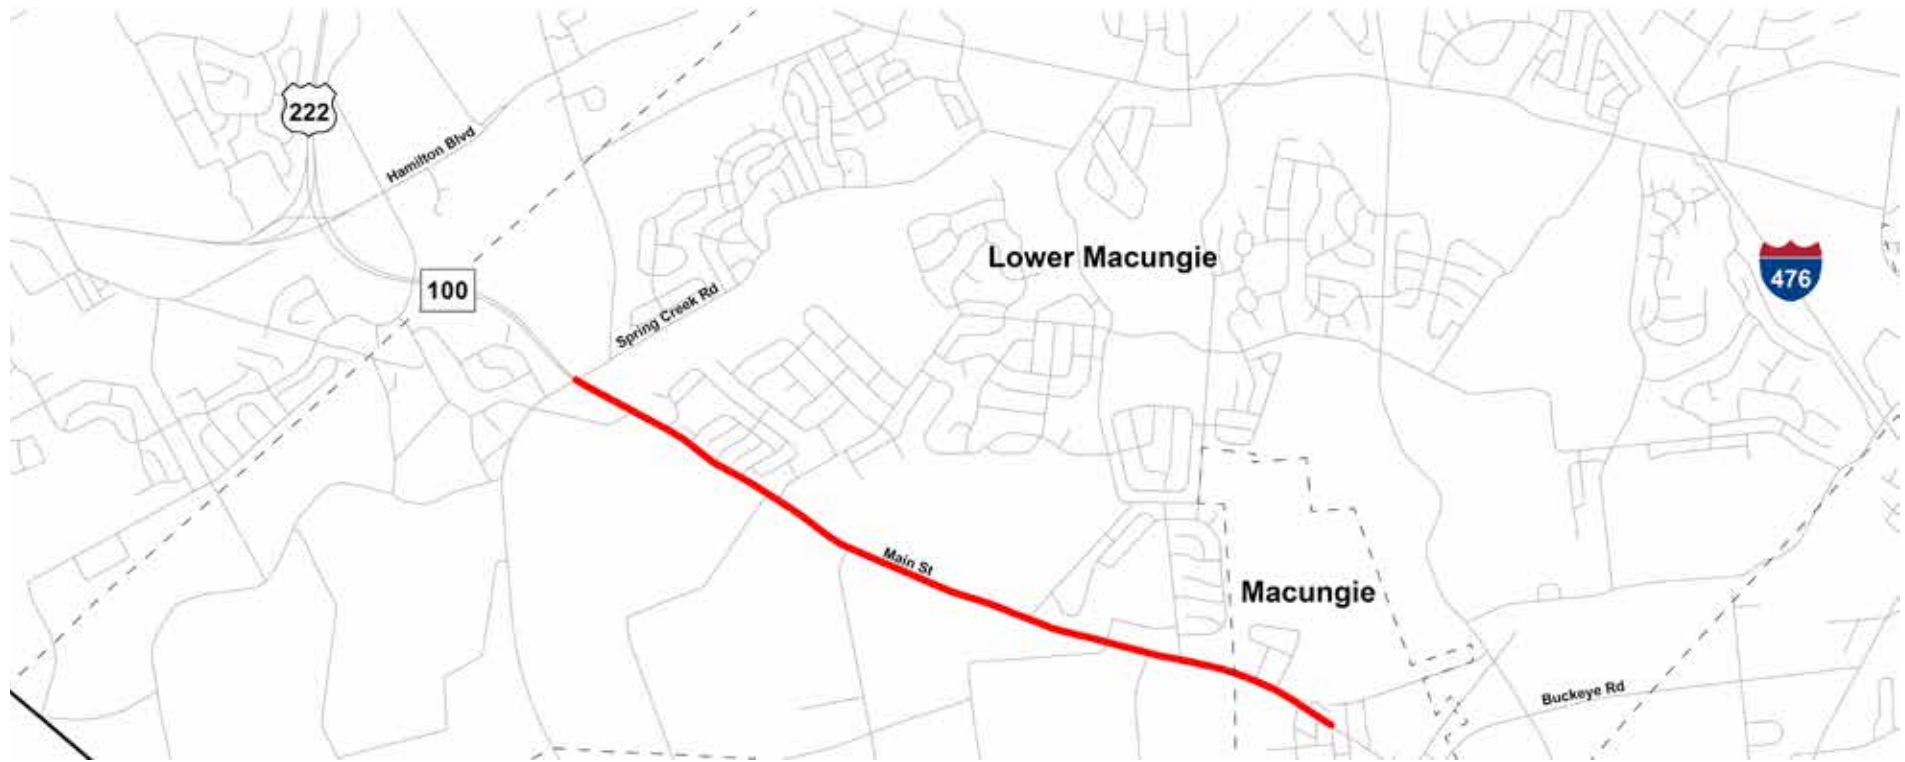 222
Hamilton Blvd
Lower Macungie
476
100
Spring Creek Rd
Main St
Macungie
Buckeye Rd